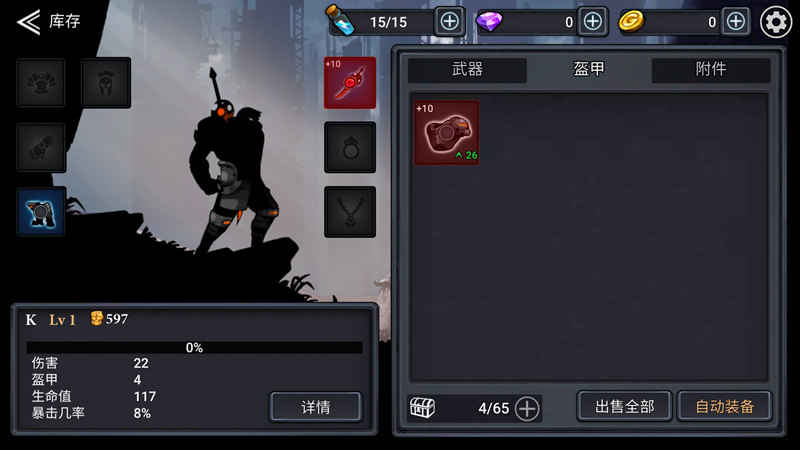 库存
15/15
0
0
武器
盔甲
附件
+10
+10
26
K Lv 1 597
0%
伤害 22
盔甲 4
生命值 117
暴击几率 8%
详情
4/65
出售全部
自动装备